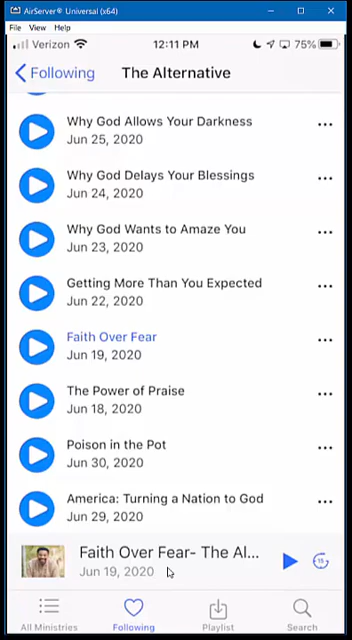 AirServer® Universal (x64)
File View Help
Verizon 12:11 PM 75%
Following The Alternative
Why God Allows Your Darkness
Jun 25, 2020
Why God Delays Your Blessings
Jun 24, 2020
Why God Wants to Amaze You
Jun 23, 2020
Getting More Than You Expected
Jun 22, 2020
Faith Over Fear
Jun 19, 2020
The Power of Praise
Jun 18, 2020
Poison in the Pot
Jun 30, 2020
America: Turning a Nation to God
Jun 29, 2020
Faith Over Fear- The Al...
Jun 19, 2020
15
All Ministries Following Playlist Search